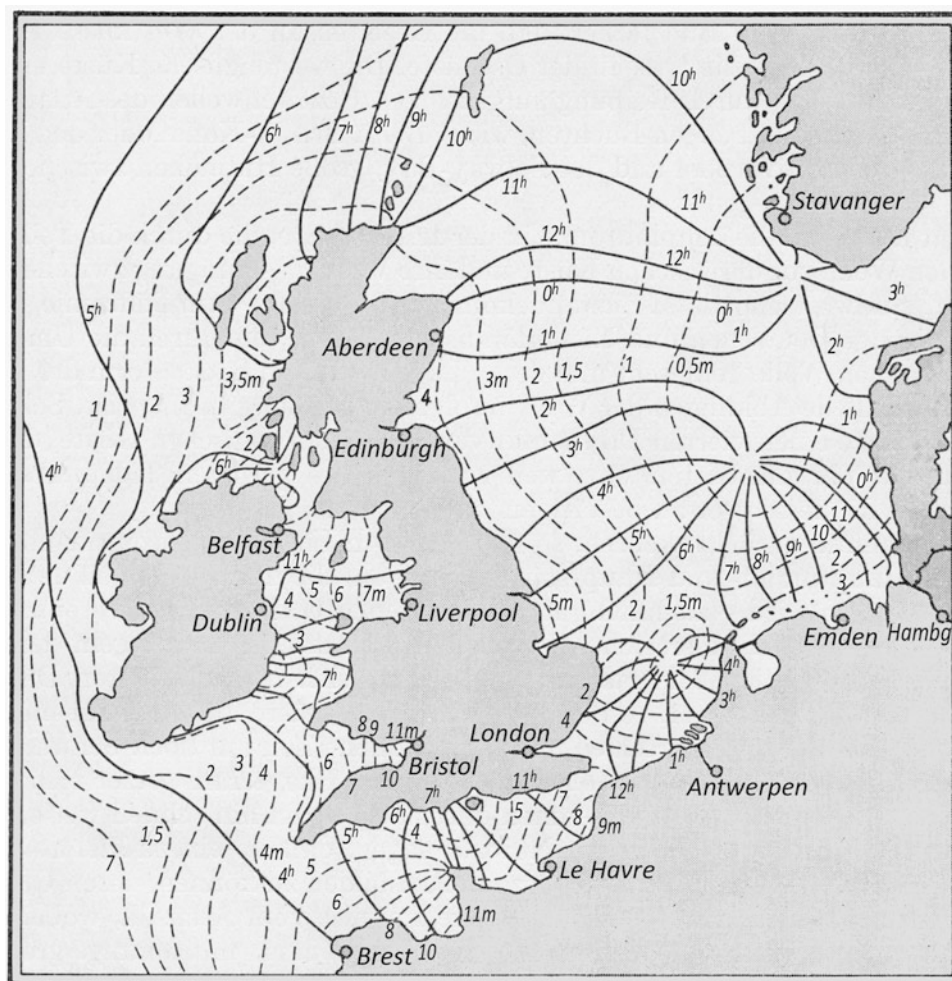 10ʰ
9ʰ
8ʰ
7ʰ
6ʰ
10ʰ
11ʰ
11ʰ
Stavanger
12ʰ
12ʰ
3ʰ
5ʰ
0ʰ
0ʰ
1ʰ
1ʰ
2ʰ
Aberdeen
1
2
3
3,5m
3m
2
1,5
1
0,5m
4
2ʰ
1ʰ
Edinburgh
3ʰ
2
6ʰ
4ʰ
4ʰ
0ʰ
11
10
9ʰ
8ʰ
7ʰ
6ʰ
5ʰ
2
3
Belfast
11ʰ
5
6
7m
4
Dublin
Liverpool
5m
2
1,5m
Emden
Hambg
3
7ʰ
4ʰ
3ʰ
2
4
8
9
11m
London
Bristol
1ʰ
Antwerpen
2
3
4
6
7
10
7ʰ
11ʰ
12ʰ
6ʰ
5ʰ
4
5
7
8
9m
1,5
4m
7
4ʰ
5
Le Havre
6
11m
8
10
Brest